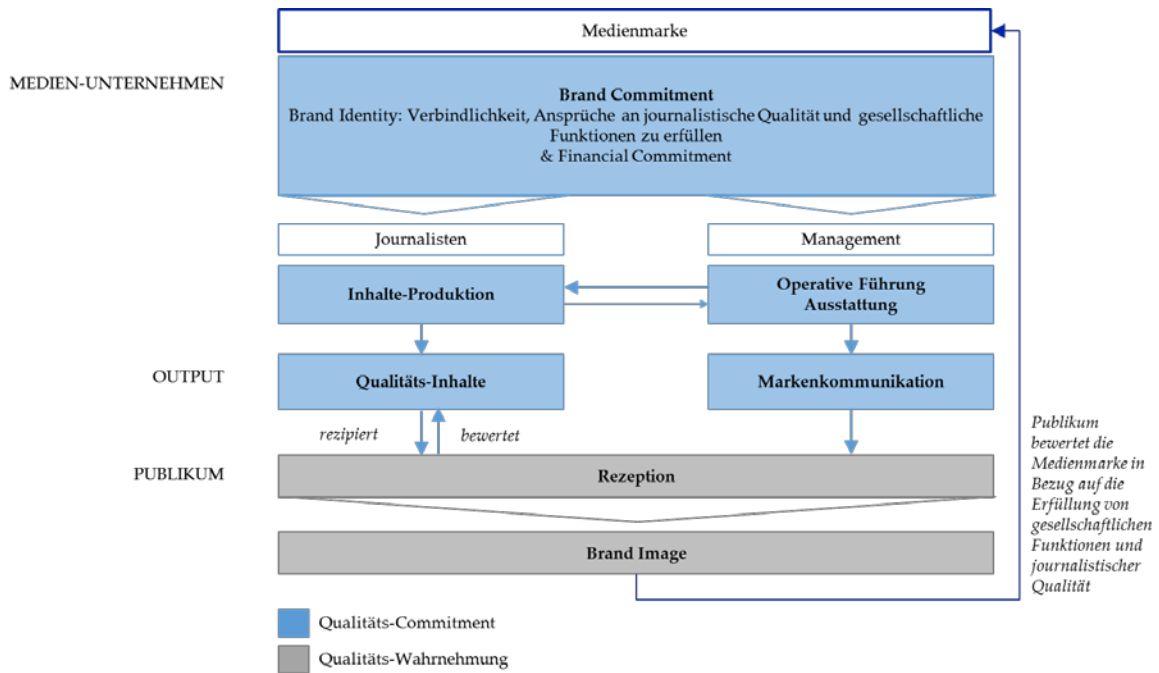 Medienmarke
MEDIEN-UNTERNEHMEN
Brand Commitment
Brand Identity: Verbindlichkeit, Ansprüche an journalistische Qualität und gesellschaftliche
Funktionen zu erfüllen
& Financial Commitment
Journalisten
Management
Inhalte-Produktion
Operative Führung
Ausstattung
OUTPUT
Qualitäts-Inhalte
Markenkommunikation
rezipiert
bewertet
PUBLIKUM
Rezeption
Brand Image
Publikum
bewertet die
Medienmarke in
Bezug auf die
Erfüllung von
gesellschaftlichen
Funktionen und
journalistischer
Qualität
Qualitäts-Commitment
Qualitäts-Wahrnehmung